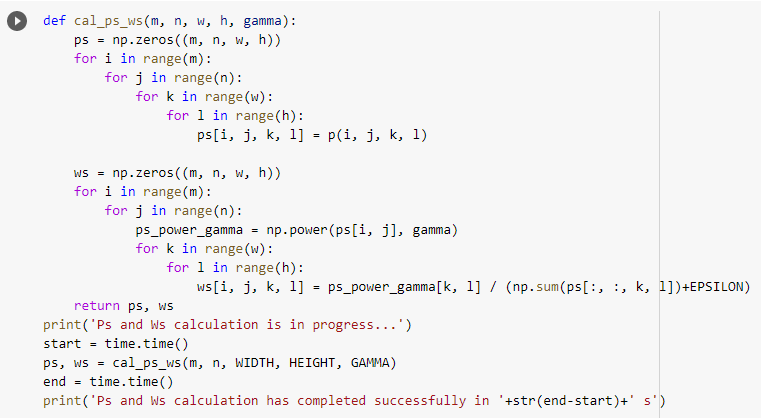 def cal_ps_ws(m, n, w, h, gamma):
    ps = np.zeros((m, n, w, h))
    for i in range(m):
        for j in range(n):
            for k in range(w):
                for l in range(h):
                    ps[i, j, k, l] = p(i, j, k, l)

    ws = np.zeros((m, n, w, h))
    for i in range(m):
        for j in range(n):
            ps_power_gamma = np.power(ps[i, j], gamma)
            for k in range(w):
                for l in range(h):
                    ws[i, j, k, l] = ps_power_gamma[k, l] / (np.sum(ps[:, :, k, l])+EPSILON)
    return ps, ws
print('Ps and Ws calculation is in progress...')
start = time.time()
ps, ws = cal_ps_ws(m, n, WIDTH, HEIGHT, GAMMA)
end = time.time()
print('Ps and Ws calculation has completed successfully in '+str(end-start)+' s')